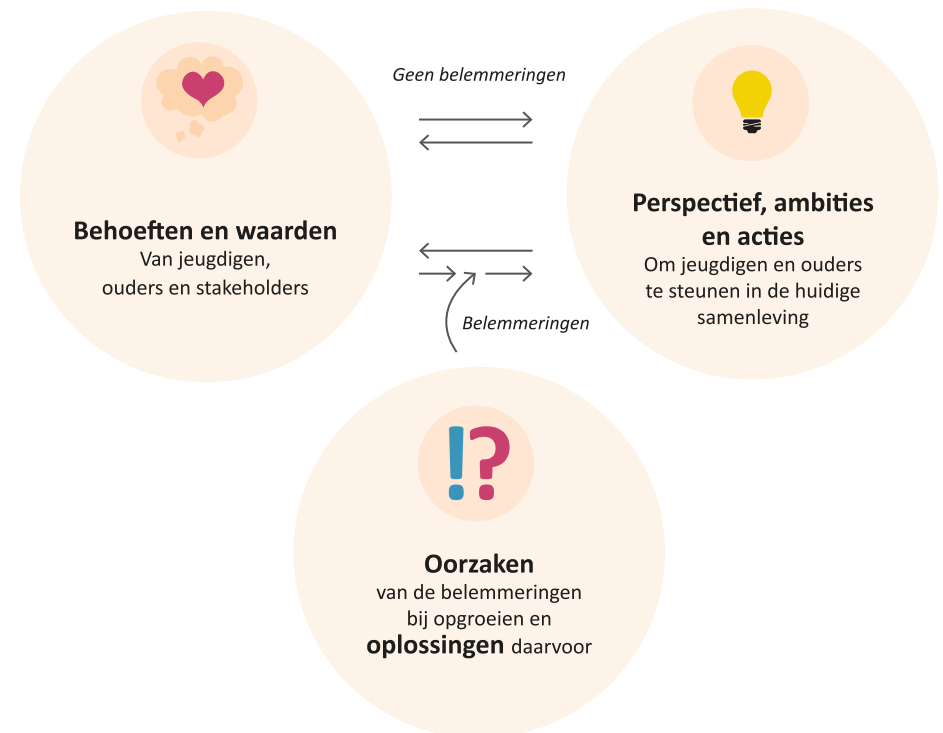 Geen belemmeringen
Behoeften en waarden
Van jeugdigen,
ouders en stakeholders
Perspectief, ambities
en acties
Om jeugdigen en ouders
te steunen in de huidige
samenleving
Belemmeringen
!?
Oorzaken
van de belemmeringen
bij opgroeien en
oplossingen daarvoor